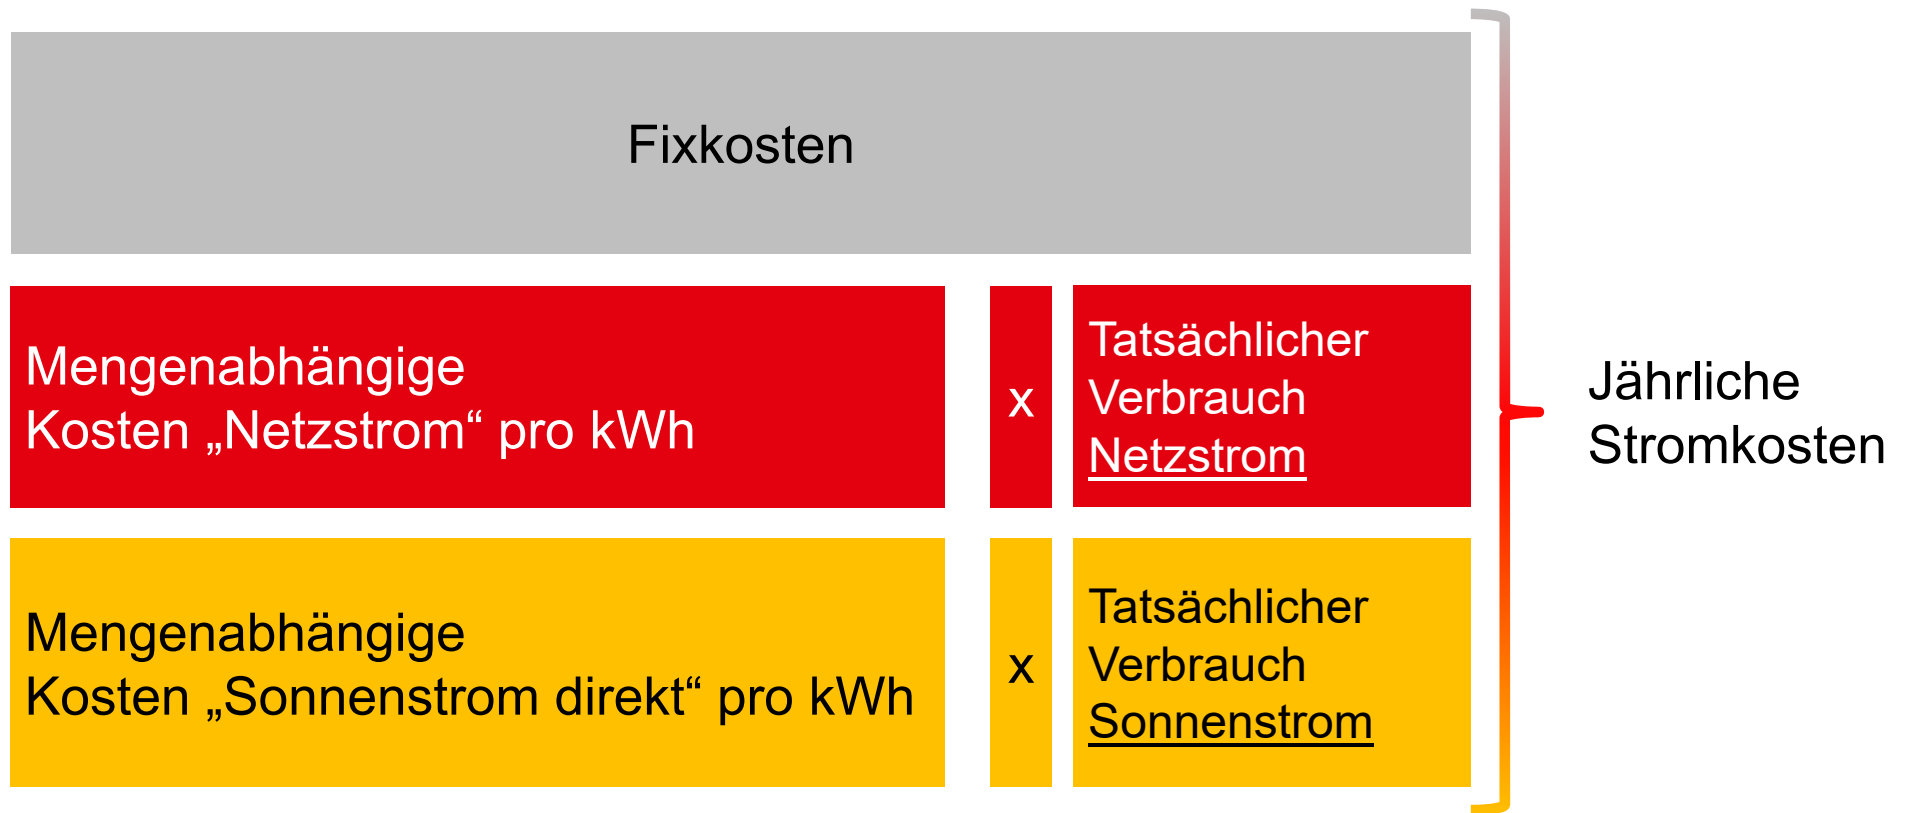 Fixkosten
Mengenabhängige
Kosten „Netzstrom“ pro kWh
x
Tatsächlicher
Verbrauch
Netzstrom
Mengenabhängige
Kosten „Sonnenstrom direkt“ pro kWh
x
Tatsächlicher
Verbrauch
Sonnenstrom
Jährliche
Stromkosten